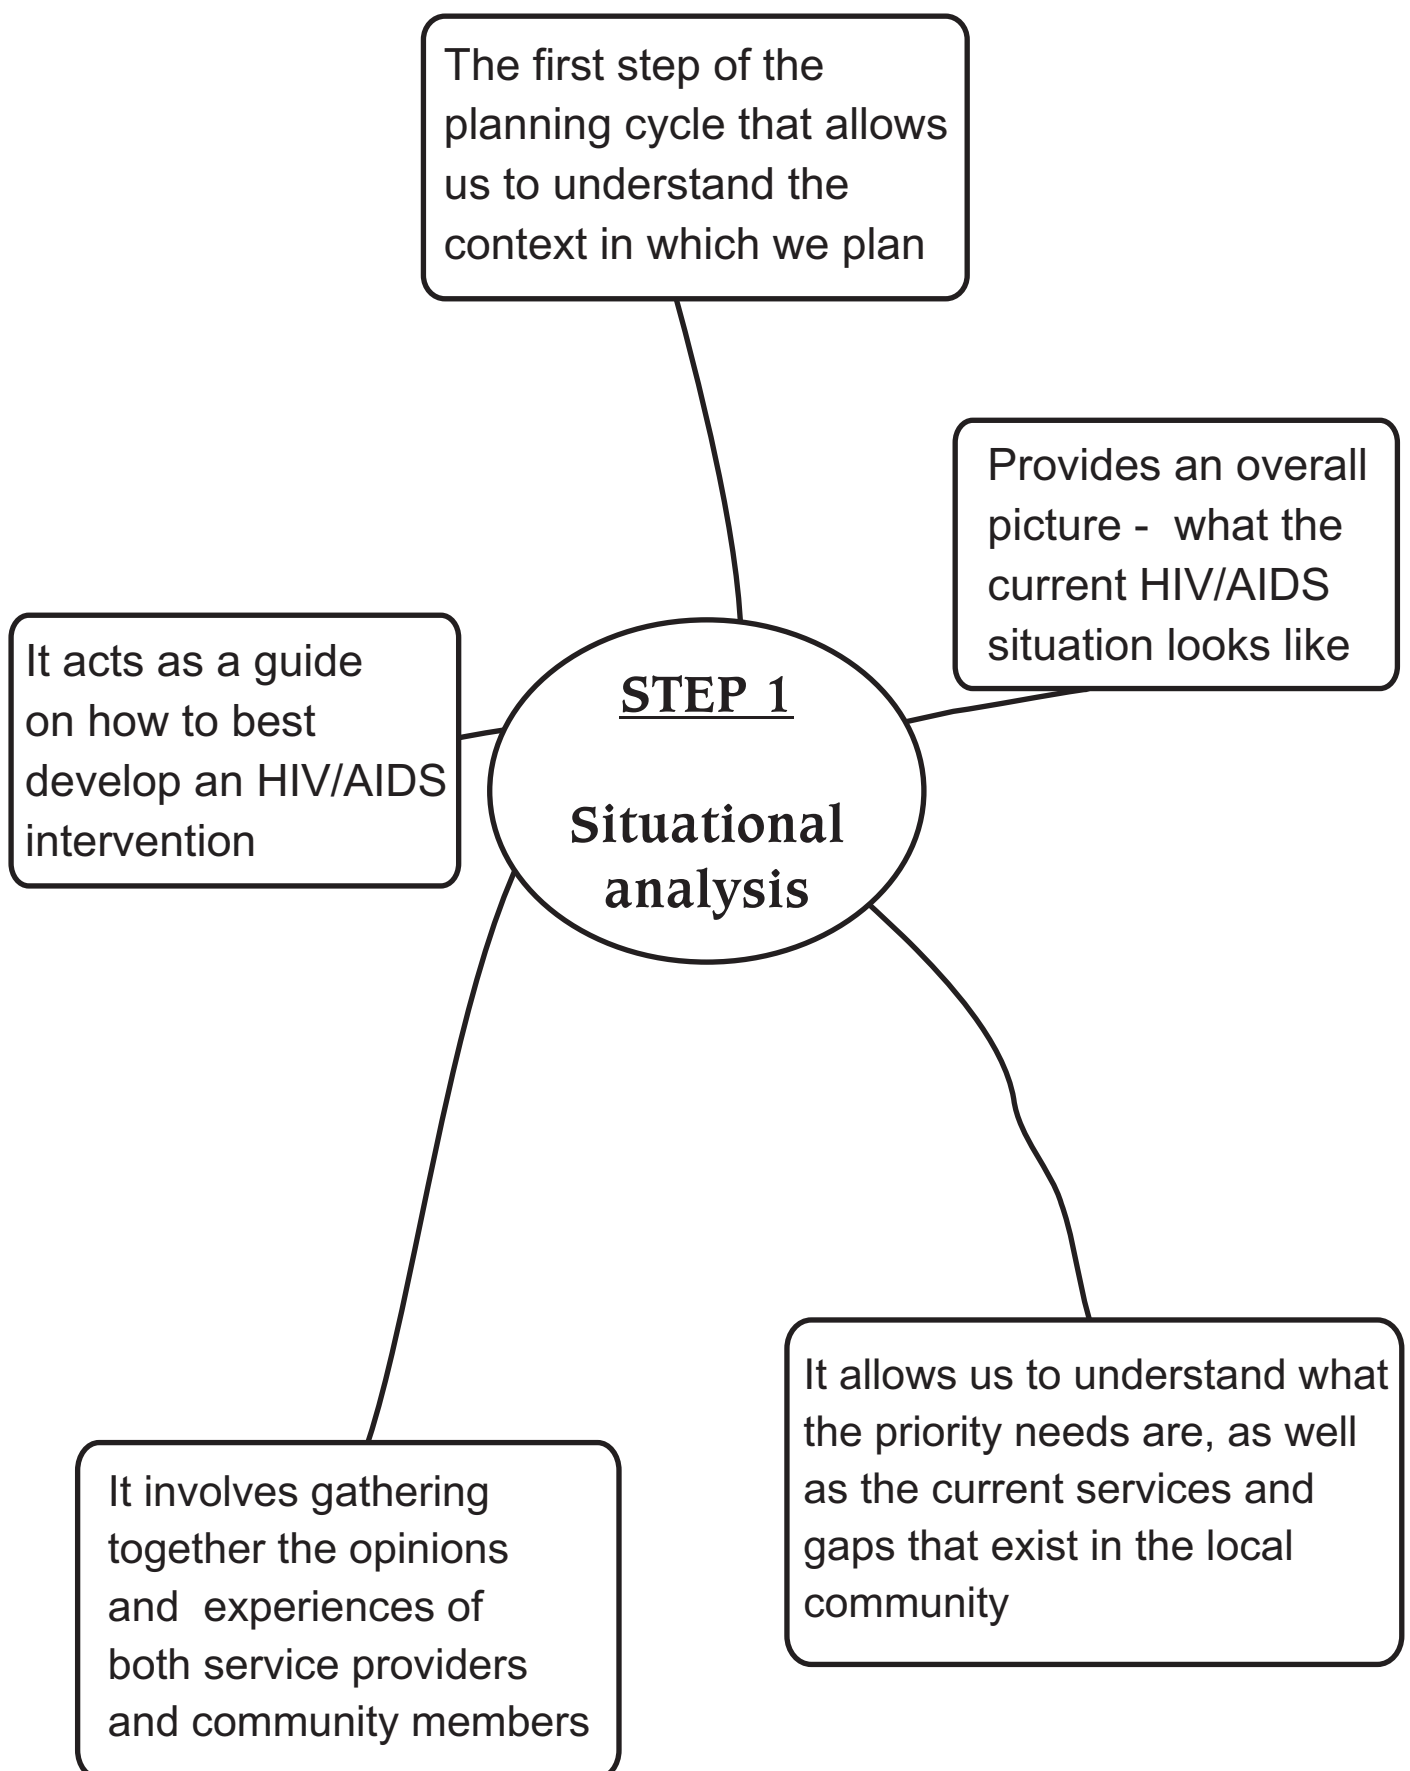 The first step of the
planning cycle that allows
us to understand the
context in which we plan
Provides an overall
picture -  what the
current HIV/AIDS
situation looks like
It acts as a guide
on how to best
develop an HIV/AIDS
intervention
STEP 1
Situational
analysis
It allows us to understand what
the priority needs are, as well
as the current services and
gaps that exist in the local
community
It involves gathering
together the opinions
and  experiences of
both service providers
and community members